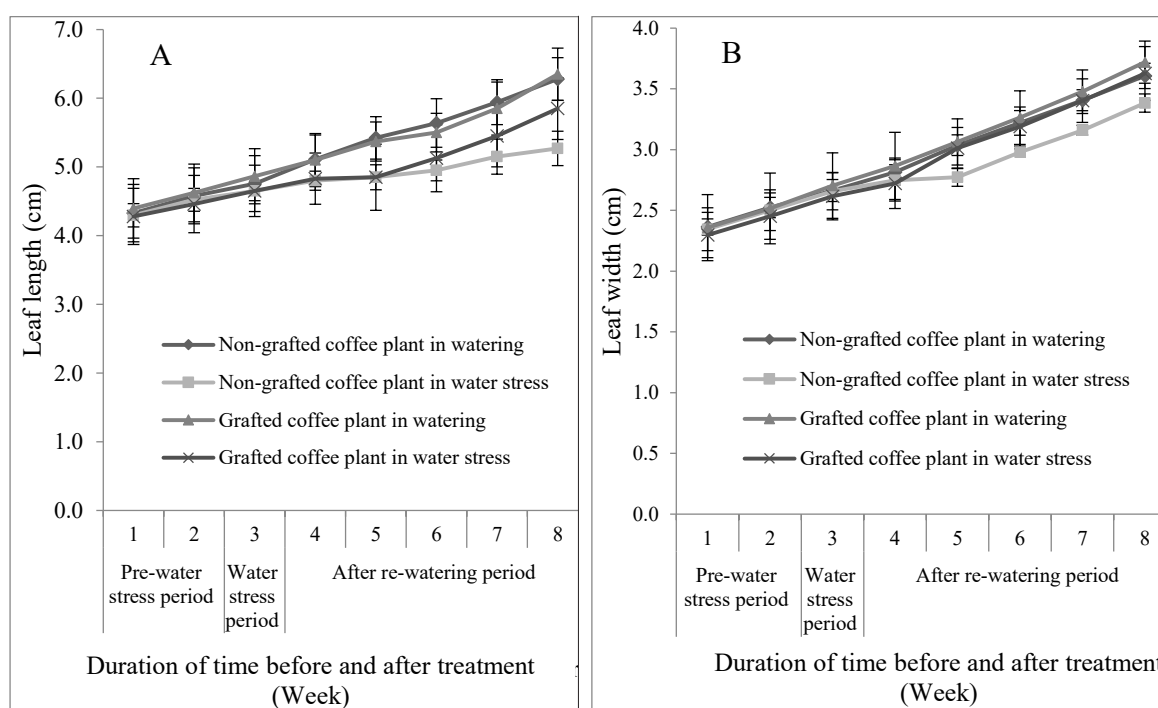 A
7.0
6.0
5.0
4.0
3.0
2.0
1.0
0.0
Leaf length (cm)
Non-grafted coffee plant in watering
Non-grafted coffee plant in water stress
Grafted coffee plant in watering
Grafted coffee plant in water stress
1 2 3 4 5 6 7 8
Pre-water
stress period
Water
stress
period
After re-watering period
Duration of time before and after treatment
(Week)
B
4.0
3.5
3.0
2.5
2.0
1.5
1.0
0.5
0.0
Leaf width (cm)
Non-grafted coffee plant in watering
Non-grafted coffee plant in water stress
Grafted coffee plant in watering
Grafted coffee plant in water stress
1 2 3 4 5 6 7 8
Pre-water
stress period
Water
stress
period
After re-watering period
Duration of time before and after treatment
(Week)